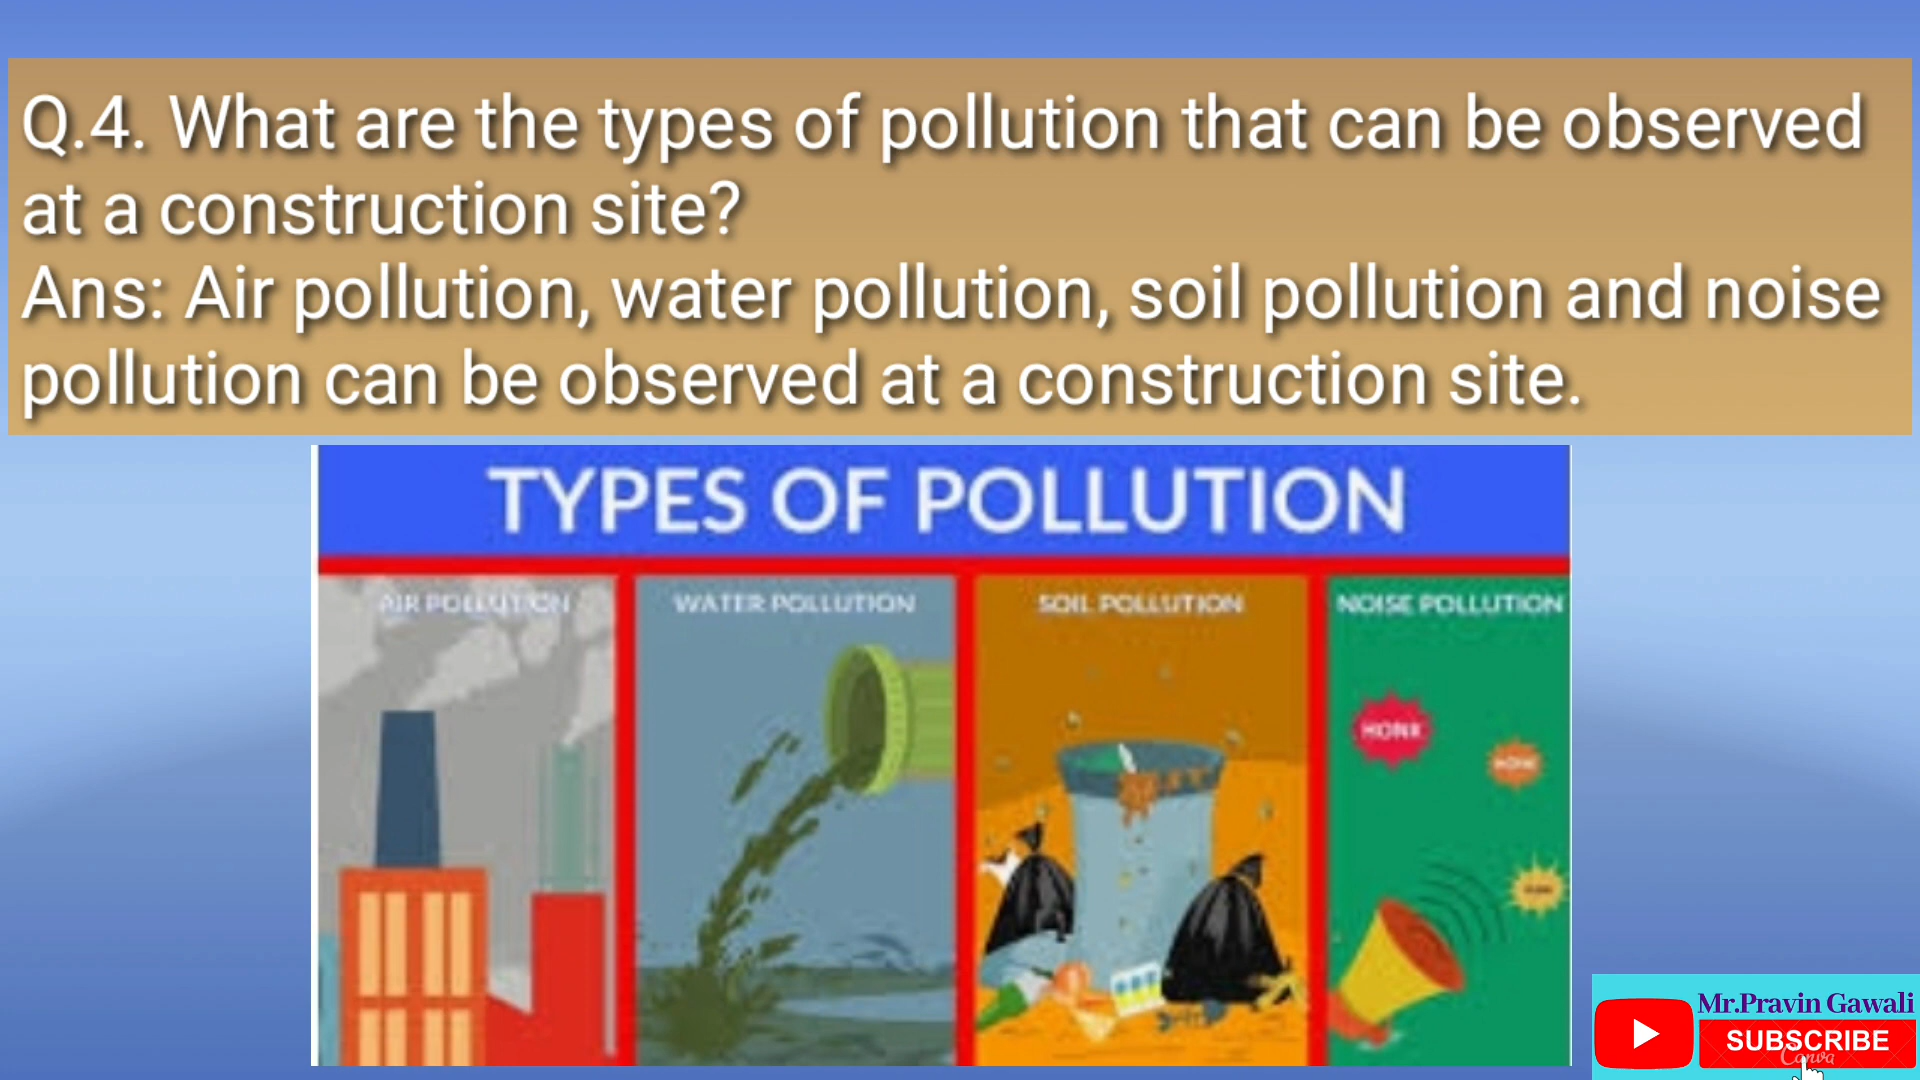 Q.4. What are the types of pollution that can be observed
at a construction site?
Ans: Air pollution, water pollution, soil pollution and noise
pollution can be observed at a construction site.
TYPES OF POLLUTION
AIR POLLUTION
WATER POLLUTION
SOIL POLLUTION
NOISE POLLUTION
HONK
HONK
Mr.Pravin Gawali
SUBSCRIBE
Canva